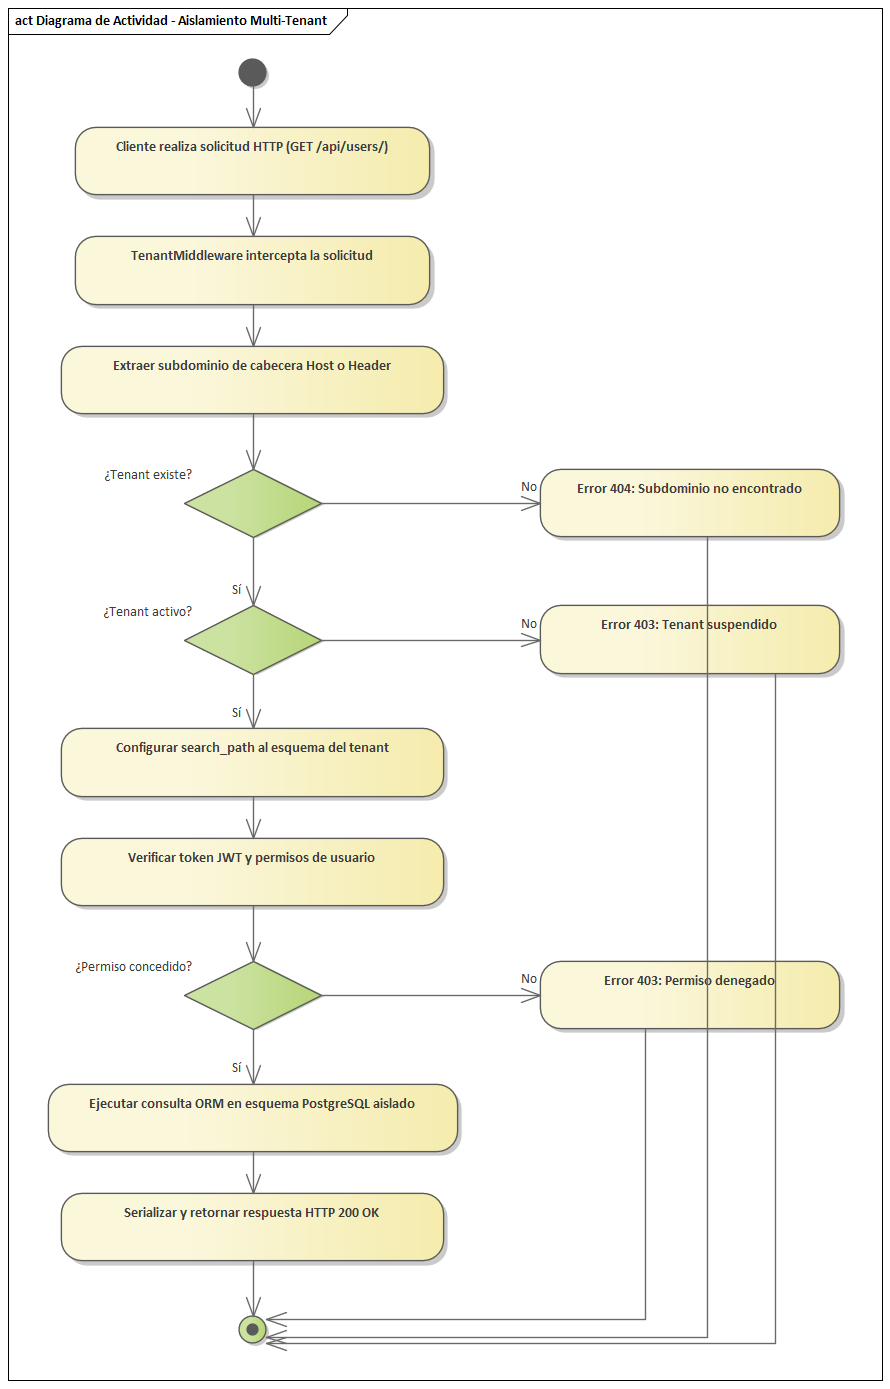 act Diagrama de Actividad - Aislamiento Multi-Tenant
Cliente realiza solicitud HTTP (GET /api/users/)
TenantMiddleware intercepta la solicitud
Extraer subdominio de cabecera Host o Header
¿Tenant existe?
No
Error 404: Subdominio no encontrado
Sí
¿Tenant activo?
No
Error 403: Tenant suspendido
Sí
Configurar search_path al esquema del tenant
Verificar token JWT y permisos de usuario
¿Permiso concedido?
No
Error 403: Permiso denegado
Sí
Ejecutar consulta ORM en esquema PostgreSQL aislado
Serializar y retornar respuesta HTTP 200 OK